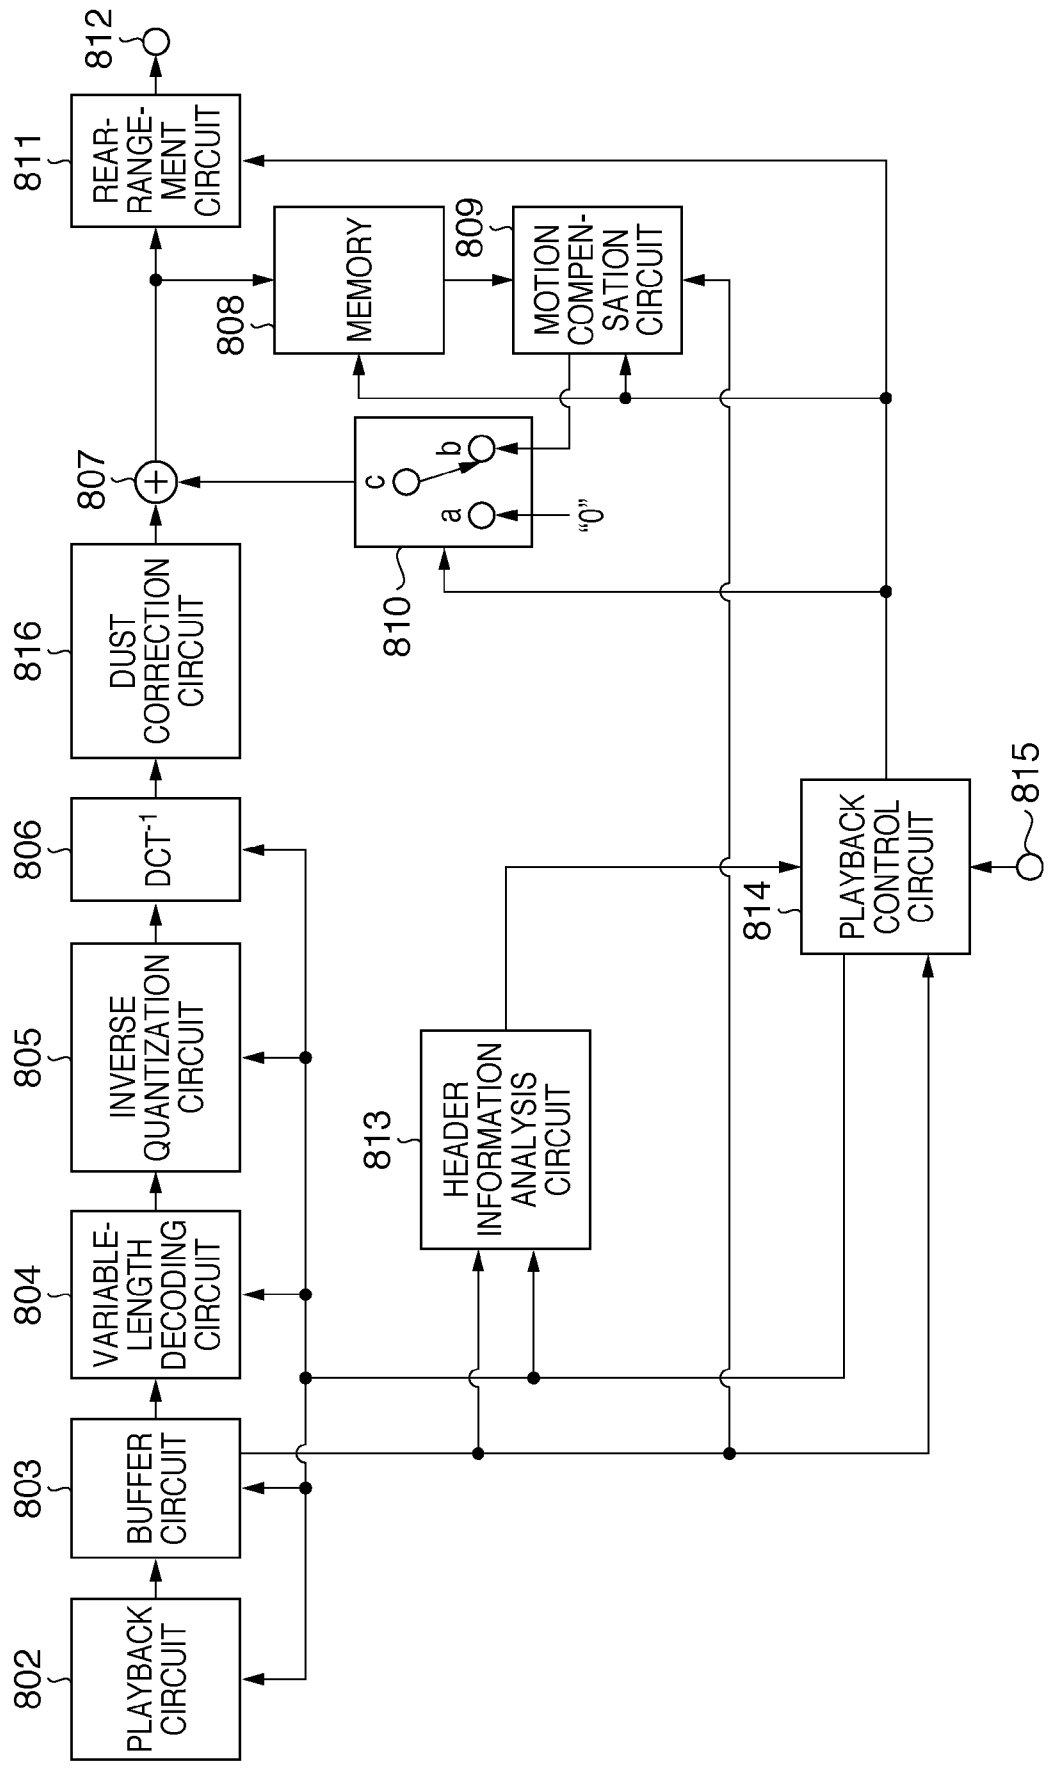 802
PLAYBACK
CIRCUIT
803
BUFFER
CIRCUIT
804
VARIABLE-
LENGTH
DECODING
CIRCUIT
805
INVERSE
QUANTIZATION
CIRCUIT
806
DCT-1
816
DUST
CORRECTION
CIRCUIT
807
+
811
REAR-
RANGE-
MENT
CIRCUIT
812
808
MEMORY
809
MOTION
COMPEN-
SATION
CIRCUIT
810
c
a
b
“0”
813
HEADER
INFORMATION
ANALYSIS
CIRCUIT
814
PLAYBACK
CONTROL
CIRCUIT
815